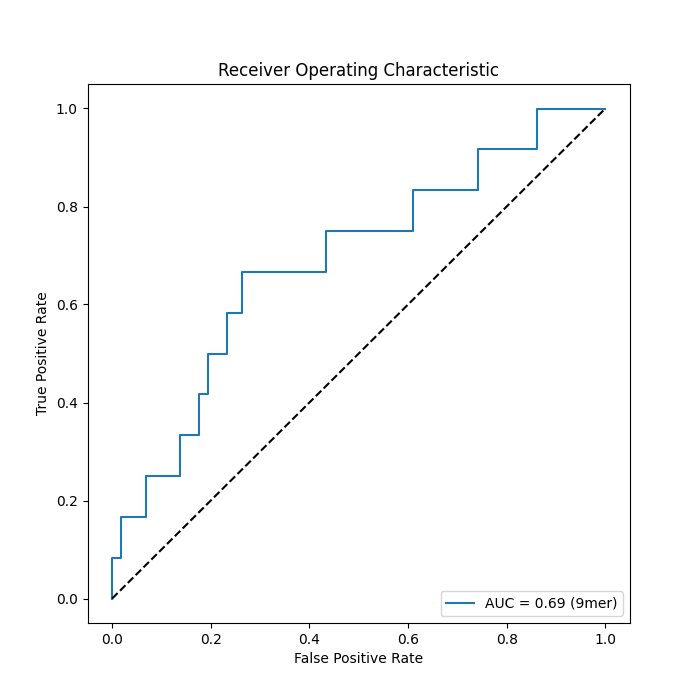 Receiver Operating Characteristic
1.0
0.8
0.6
0.4
0.2
0.0
True Positive Rate
AUC = 0.69 (9mer)
0.0 0.2 0.4 0.6 0.8 1.0
False Positive Rate